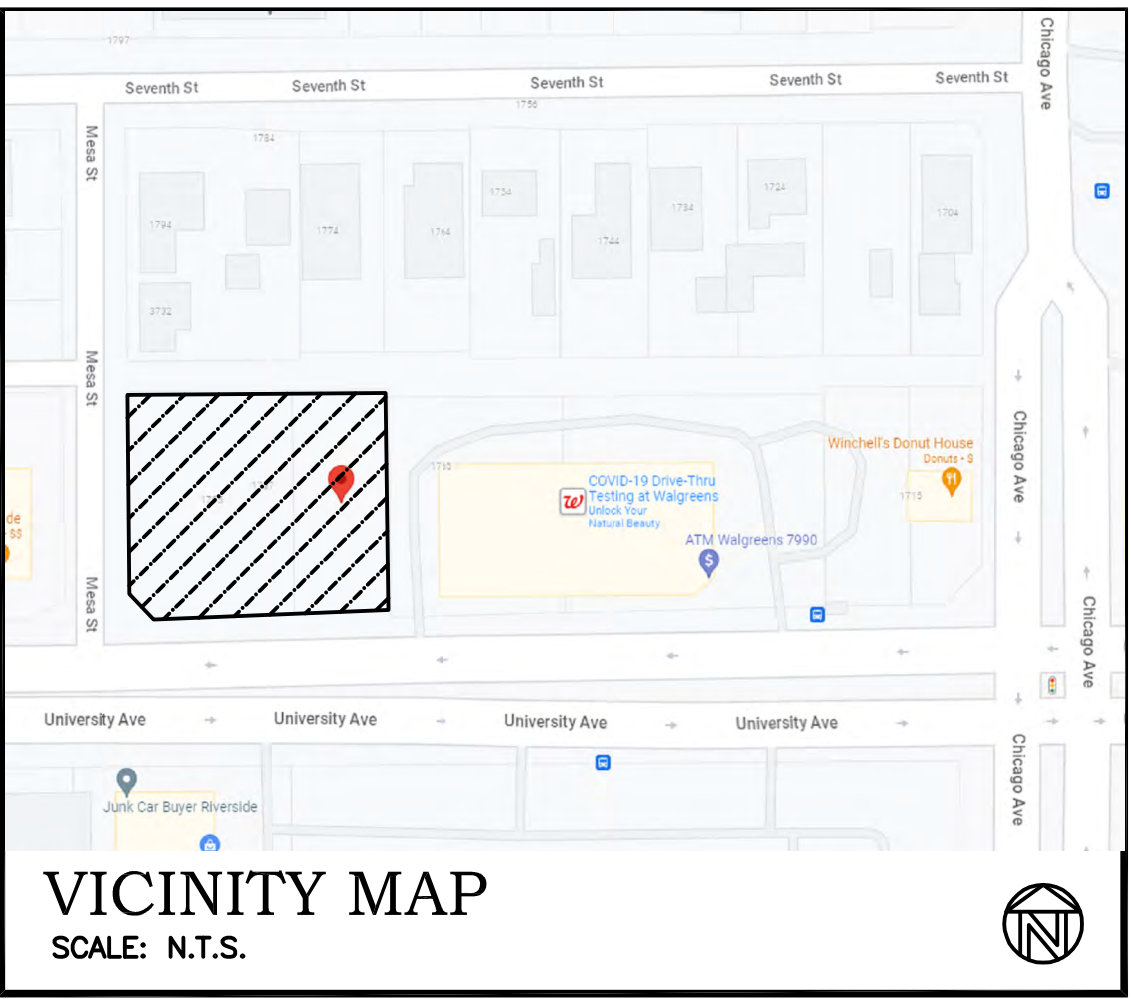 1797
Seventh St
Seventh St
Seventh St
Seventh St
Seventh St
Chicago Ave
1756
Mesa St
1784
1754
1724
1794
1774
1764
1744
1734
1704
3732
Mesa St
Chicago Ave
Winchell's Donut House
Donuts • $
1715
1715
COVID-19 Drive-Thru
Testing at Walgreens
Unlock Your
Natural Beauty
W
ATM Walgreens 7990
$
de
• $$
Mesa St
Chicago Ave
University Ave
University Ave
University Ave
University Ave
Chicago Ave
Junk Car Buyer Riverside
VICINITY MAP
SCALE: N.T.S.
N